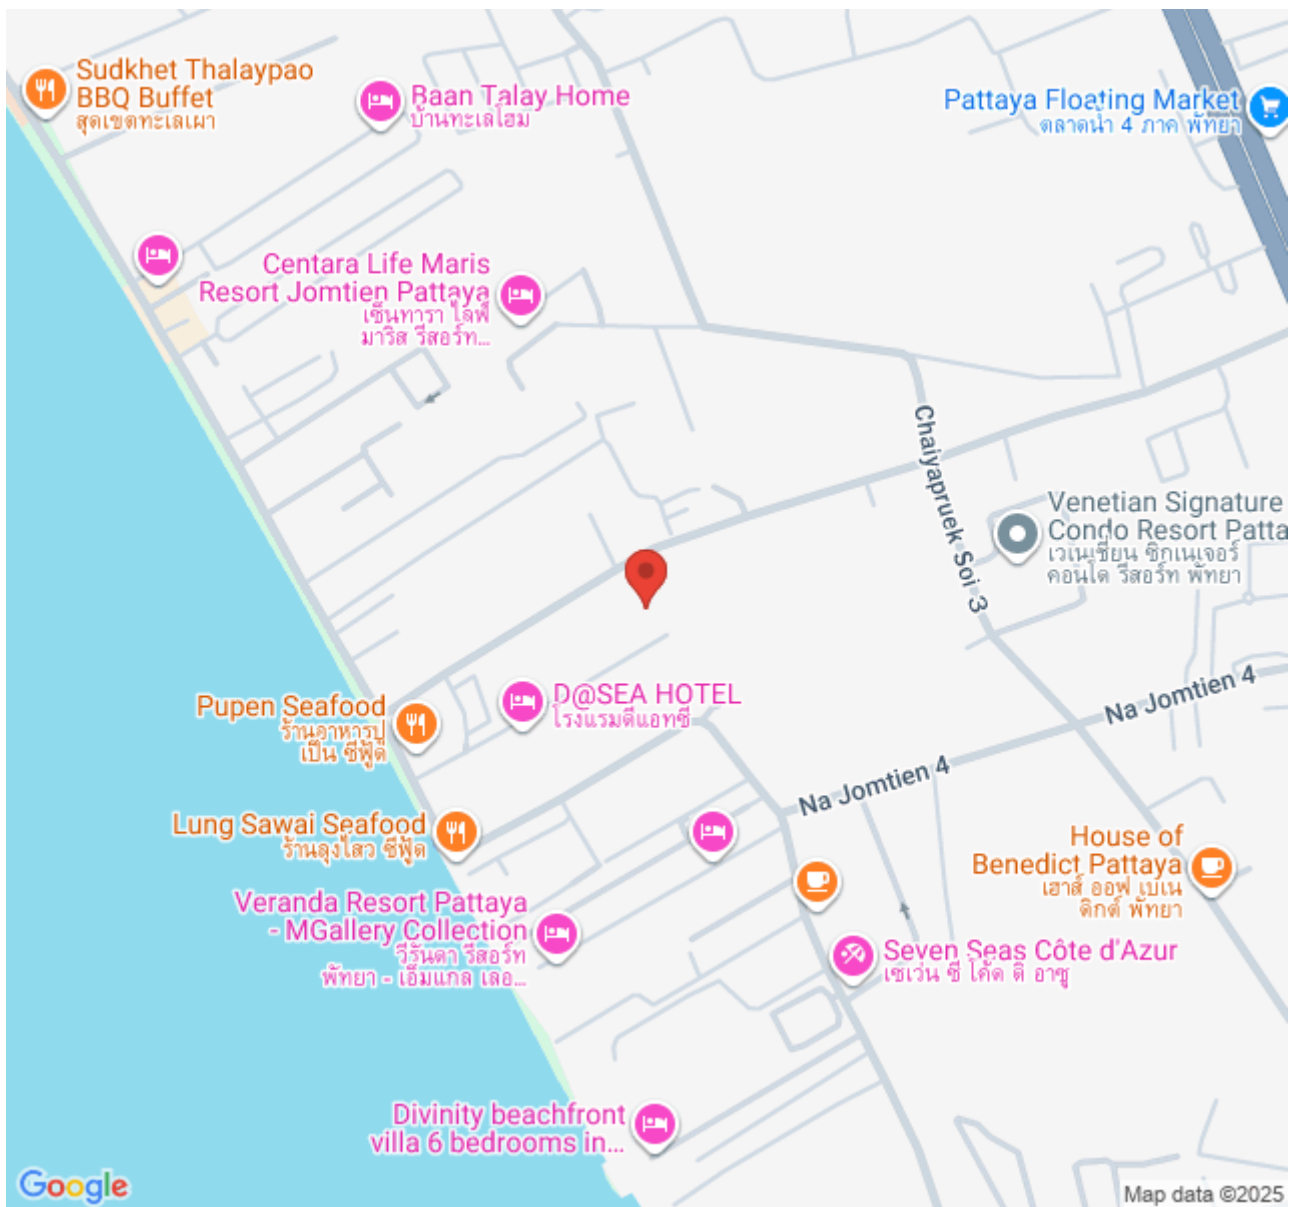 Sudkhet Thalaypao
BBQ Buffet
สุดเขตทะเลเผา
Baan Talay Home
บ้านทะเลโฮม
Pattaya Floating Market
ตลาดน้ำ 4 ภาค พัทยา
Centara Life Maris
Resort Jomtien Pattaya
เซ็นทารา ไลฟ์
มาริส รีสอร์ท...
Chaiyapruek Soi 3
Venetian Signature
Condo Resort Patta
เวเนเชี่ยน ซิกเนเจอร์
คอนโด รีสอร์ท พัทยา
Na Jomtien 4
Pupen Seafood
ร้านอาหารปู
เป็น ซีฟู้ด
D@SEA HOTEL
โรงแรมดีแอทซี
Na Jomtien 4
Lung Sawai Seafood
ร้านลุงไสว ซีฟู้ด
House of
Benedict Pattaya
เฮาส์ ออฟ เบเน
ดิกต์ พัทยา
Veranda Resort Pattaya
- MGallery Collection
วีรันดา รีสอร์ท
พัทยา - เอ็มแกล เลอ...
Seven Seas Côte d'Azur
เซเว่น ซี โค้ด ดิ อาซู
Divinity beachfront
villa 6 bedrooms in...
Google
Map data ©2025